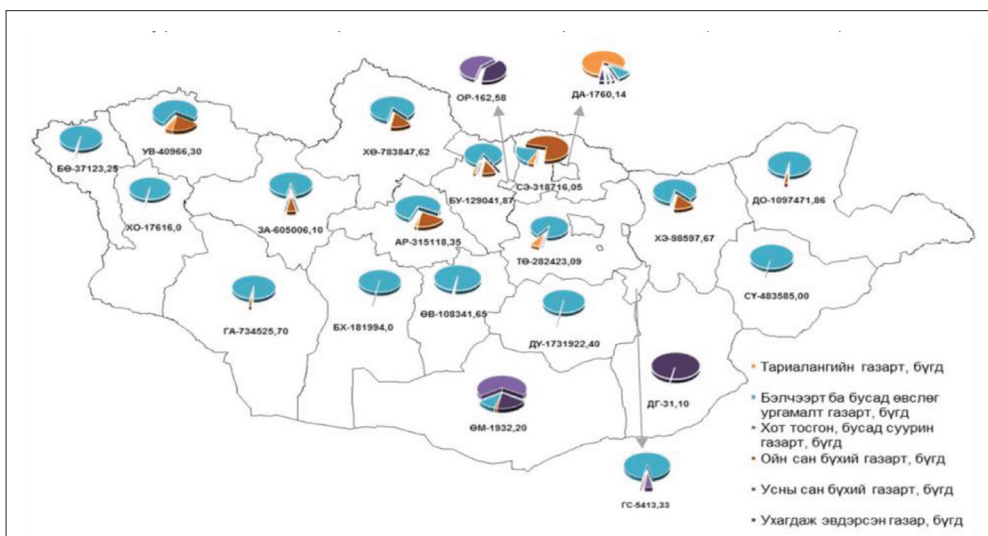 ОР-162,58
ДА-1760,14
УВ-40966,30
ХӨ-783847,62
БӨ-37123,25
СЭ-318716,05
БУ-129041,87
ДО-1097471,86
ХО-17616,0
ЗА-605006,10
АР-315118,35
ХЭ-98597,67
ТӨ-282423,09
СҮ-483585,00
ГА-734525,70
БХ-181994,0
ӨВ-108341,65
ДУ-1731922,40
ӨМ-1932,20
ДГ-31,10
ГС-5413,33
Тариалангийн газарт, бүгд
Бэлчээрт ба бусад өвслөг
ургамалт газарт, бүгд
Хот тосгон, бусад суурин
газарт, бүгд
Ойн сан бүхий газарт, бүгд
Усны сан бүхий газарт, бүгд
Ухагдаж эвдэрсэн газар, бүгд